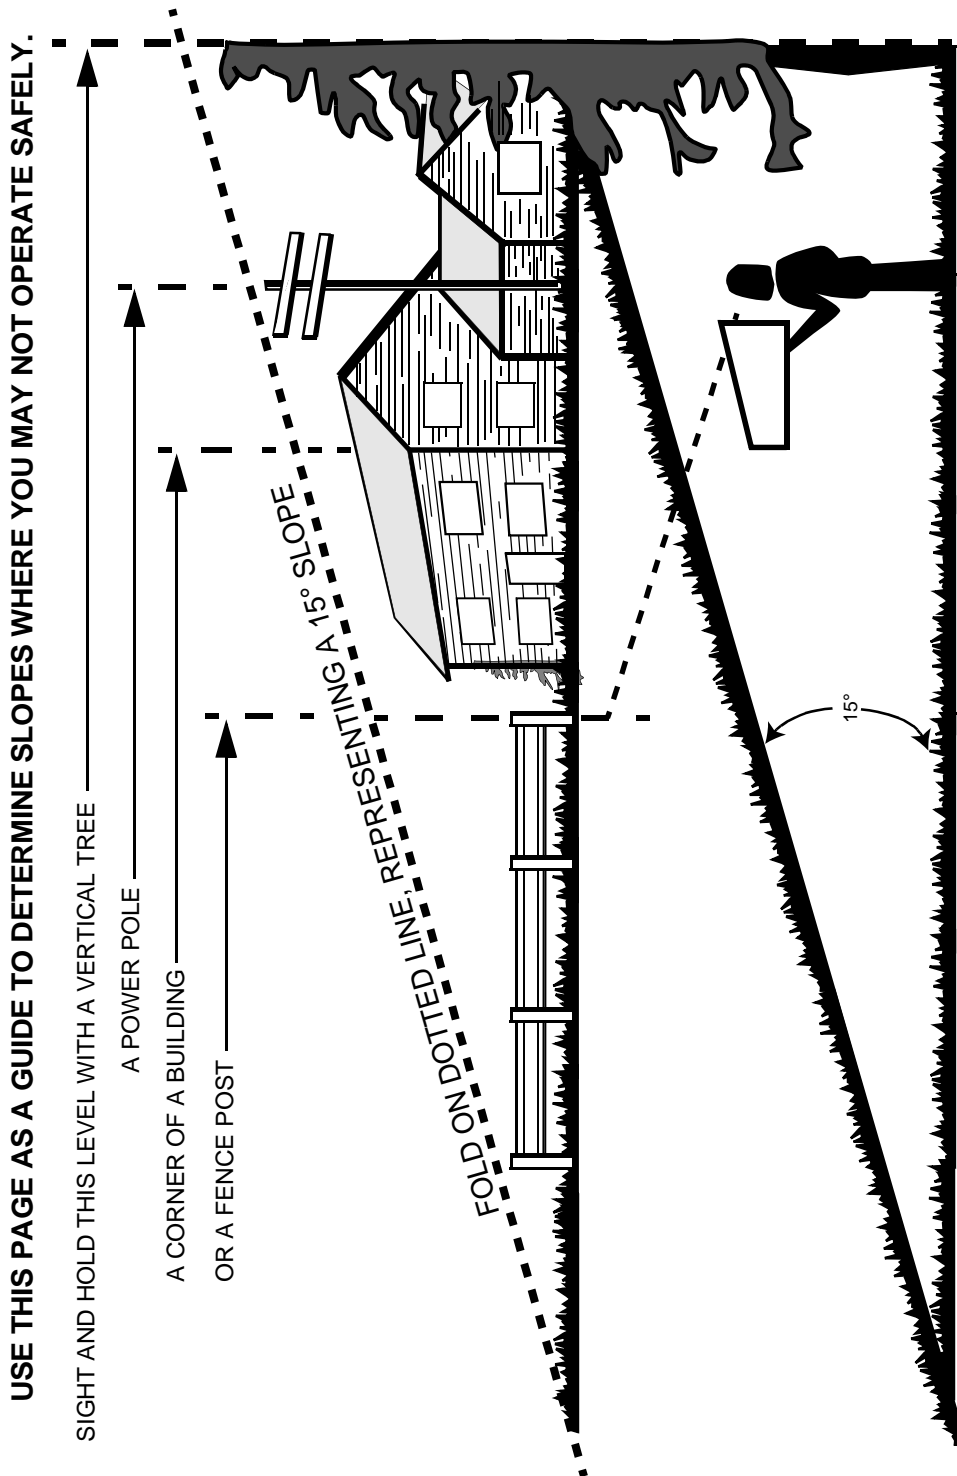 USE THIS PAGE AS A GUIDE TO DETERMINE SLOPES WHERE YOU MAY NOT OPERATE SAFELY.
SIGHT AND HOLD THIS LEVEL WITH A VERTICAL TREE
A POWER POLE
A CORNER OF A BUILDING
OR A FENCE POST
FOLD ON DOTTED LINE, REPRESENTING A 15° SLOPE
15°